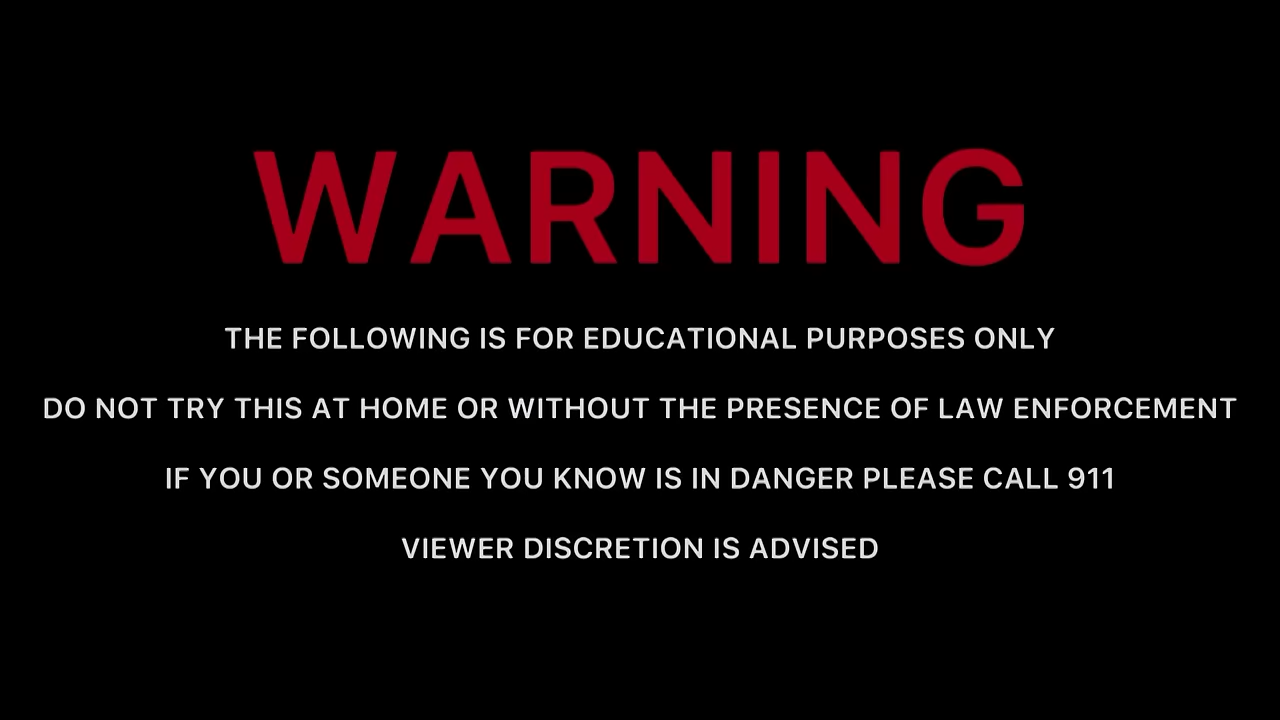 WARNING
THE FOLLOWING IS FOR EDUCATIONAL PURPOSES ONLY
DO NOT TRY THIS AT HOME OR WITHOUT THE PRESENCE OF LAW ENFORCEMENT
IF YOU OR SOMEONE YOU KNOW IS IN DANGER PLEASE CALL 911
VIEWER DISCRETION IS ADVISED